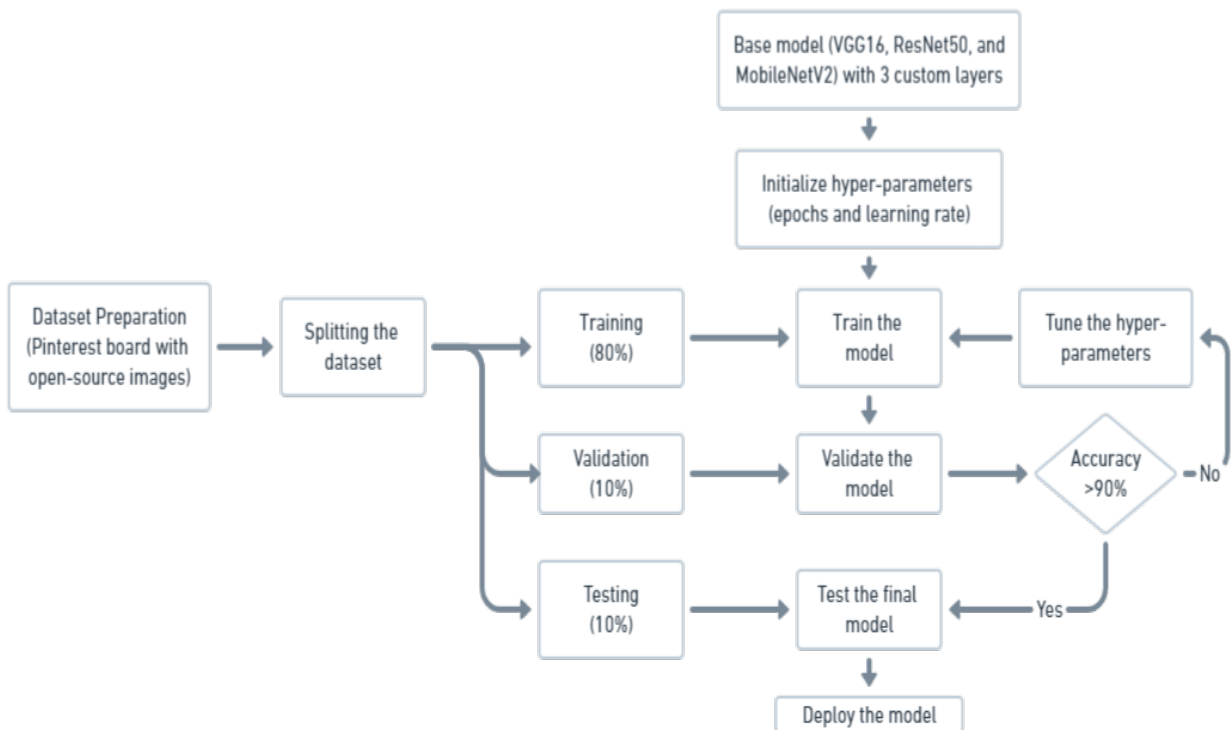 Base model (VGG16, ResNet50, and
MobileNetV2) with 3 custom layers
Initialize hyper-parameters
(epochs and learning rate)
Dataset Preparation
(Pinterest board with
open-source images)
Splitting the
dataset
Training
(80%)
Train the
model
Tune the hyper-
parameters
Validation
(10%)
Validate the
model
Accuracy
>90%
No
Testing
(10%)
Test the final
model
Yes
Deploy the model